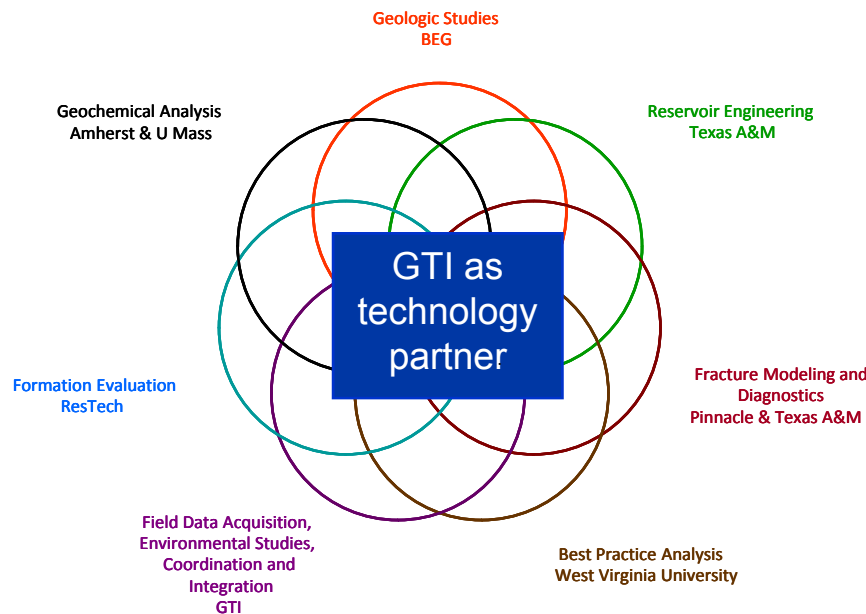 Geologic Studies
BEG
Geochemical Analysis
Amherst & U Mass
Reservoir Engineering
Texas A&M
GTI as
technology
partner
Formation Evaluation
ResTech
Fracture Modeling and
Diagnostics
Pinnacle & Texas A&M
Field Data Acquisition,
Environmental Studies,
Coordination and
Integration
GTI
Best Practice Analysis
West Virginia University